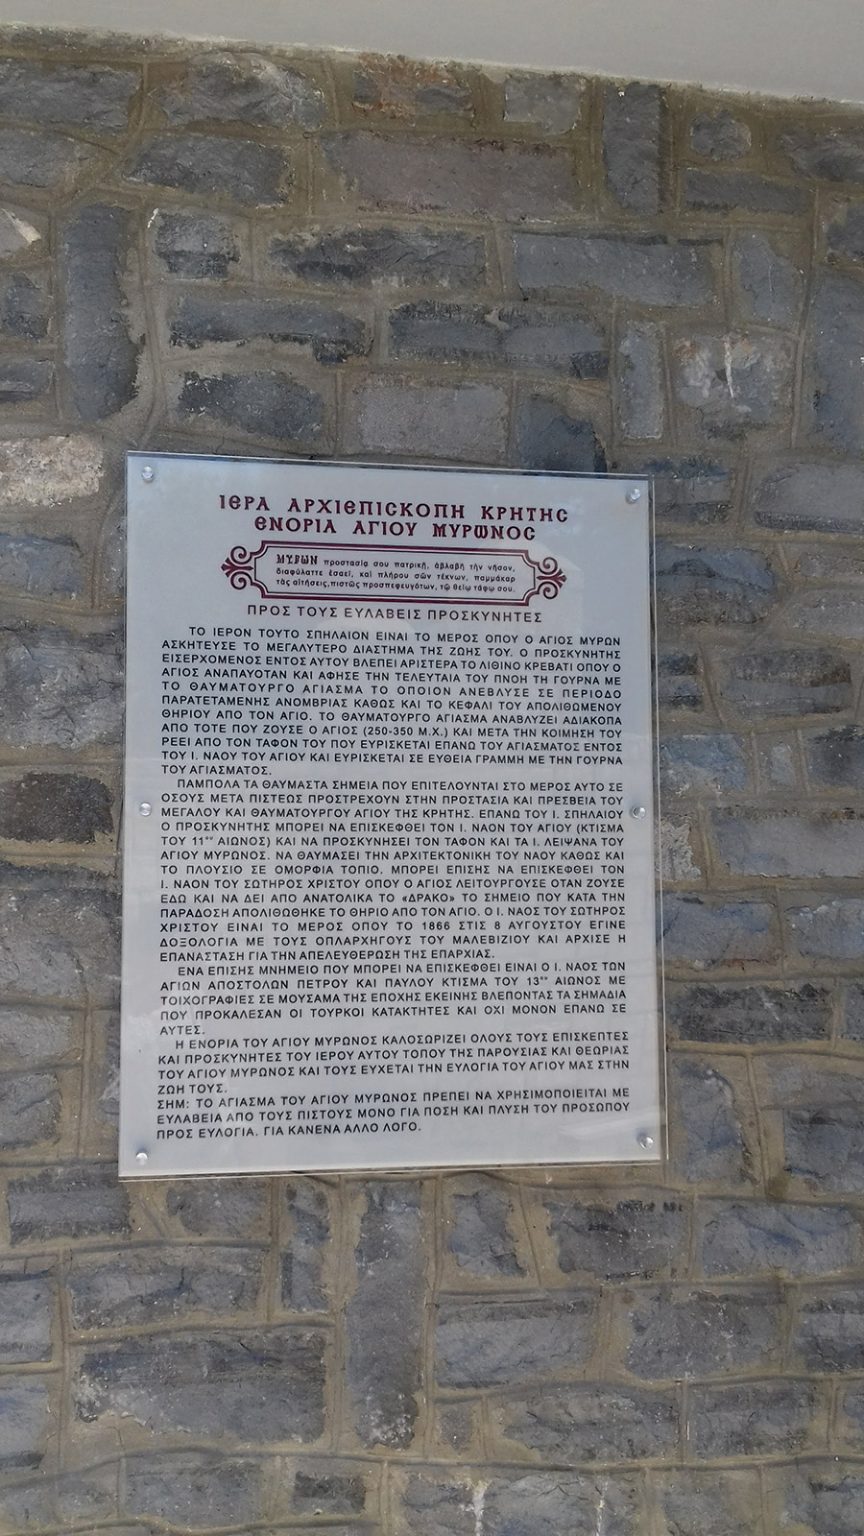 ΙΕΡΑ ΑΡΧΙΕΠΙΣΚΟΠΗ ΚΡΗΤΗΣ
ΕΝΟΡΙΑ ΑΓΙΟΥ ΜΥΡΩΝΟΣ
ΜΥΡΩΝ προστασία σου πατρικῇ, ἀβλαβῆ τὴν νῆσον,
διαφύλαττε ἐσαεί, καὶ πλήρου σῶν τέκνων, παμμάκαρ
τὰς αἰτήσεις, πιστῶς προσπεφευγότων, τῷ θείῳ τάφῳ σου.
ΠΡΟΣ ΤΟΥΣ ΕΥΛΑΒΕΙΣ ΠΡΟΣΚΥΝΗΤΕΣ
ΤΟ ΙΕΡΟΝ ΤΟΥΤΟ ΣΠΗΛΑΙΟΝ ΕΙΝΑΙ ΤΟ ΜΕΡΟΣ ΟΠΟΥ Ο ΑΓΙΟΣ ΜΥΡΩΝ
ΑΣΚΗΤΕΥΣΕ ΤΟ ΜΕΓΑΛΥΤΕΡΟ ΔΙΑΣΤΗΜΑ ΤΗΣ ΖΩΗΣ ΤΟΥ. Ο ΠΡΟΣΚΥΝΗΤΗΣ
ΕΙΣΕΡΧΟΜΕΝΟΣ ΕΝΤΟΣ ΑΥΤΟΥ ΒΛΕΠΕΙ ΑΡΙΣΤΕΡΑ ΤΟ ΛΙΘΙΝΟ ΚΡΕΒΑΤΙ ΟΠΟΥ Ο
ΑΓΙΟΣ ΑΝΑΠΑΥΟΤΑΝ ΚΑΙ ΑΦΗΣΕ ΤΗΝ ΤΕΛΕΥΤΑΙΑ ΤΟΥ ΠΝΟΗ ΤΗ ΓΟΥΡΝΑ ΜΕ
ΤΟ ΘΑΥΜΑΤΟΥΡΓΟ ΑΓΙΑΣΜΑ ΤΟ ΟΠΟΙΟΝ ΑΝΕΒΛΥΣΕ ΣΕ ΠΕΡΙΟΔΟ
ΠΑΡΑΤΕΤΑΜΕΝΗΣ ΑΝΟΜΒΡΙΑΣ ΚΑΘΩΣ ΚΑΙ ΤΟ ΚΕΦΑΛΙ ΤΟΥ ΑΠΟΛΙΘΩΜΕΝΟΥ
ΘΗΡΙΟΥ ΑΠΟ ΤΟΝ ΑΓΙΟ. ΤΟ ΘΑΥΜΑΤΟΥΡΓΟ ΑΓΙΑΣΜΑ ΑΝΑΒΛΥΖΕΙ ΑΔΙΑΚΟΠΑ
ΑΠΟ ΤΟΤΕ ΠΟΥ ΖΟΥΣΕ Ο ΑΓΙΟΣ (250-350 Μ.Χ.) ΚΑΙ ΜΕΤΑ ΤΗΝ ΚΟΙΜΗΣΗ ΤΟΥ
ΡΕΕΙ ΑΠΟ ΤΟΝ ΤΑΦΟΝ ΤΟΥ ΠΟΥ ΕΥΡΙΣΚΕΤΑΙ ΕΠΑΝΩ ΤΟΥ ΑΓΙΑΣΜΑΤΟΣ ΕΝΤΟΣ
ΤΟΥ Ι. ΝΑΟΥ ΤΟΥ ΑΓΙΟΥ ΚΑΙ ΕΥΡΙΣΚΕΤΑΙ ΣΕ ΕΥΘΕΙΑ ΓΡΑΜΜΗ ΜΕ ΤΗΝ ΓΟΥΡΝΑ
ΤΟΥ ΑΓΙΑΣΜΑΤΟΣ.
ΠΑΜΠΟΛΑ ΤΑ ΘΑΥΜΑΣΤΑ ΣΗΜΕΙΑ ΠΟΥ ΕΠΙΤΕΛΟΥΝΤΑΙ ΣΤΟ ΜΕΡΟΣ ΑΥΤΟ ΣΕ
ΟΣΟΥΣ ΜΕΤΑ ΠΙΣΤΕΩΣ ΠΡΟΣΤΡΕΧΟΥΝ ΣΤΗΝ ΠΡΟΣΤΑΣΙΑ ΚΑΙ ΠΡΕΣΒΕΙΑ ΤΟΥ
ΜΕΓΑΛΟΥ ΚΑΙ ΘΑΥΜΑΤΟΥΡΓΟΥ ΑΓΙΟΥ ΤΗΣ ΚΡΗΤΗΣ. ΕΠΑΝΩ ΤΟΥ Ι. ΣΠΗΛΑΙΟΥ
Ο ΠΡΟΣΚΥΝΗΤΗΣ ΜΠΟΡΕΙ ΝΑ ΕΠΙΣΚΕΦΘΕΙ ΤΟΝ Ι. ΝΑΟΝ ΤΟΥ ΑΓΙΟΥ (ΚΤΙΣΜΑ
ΤΟΥ 11ου ΑΙΩΝΟΣ) ΚΑΙ ΝΑ ΠΡΟΣΚΥΝΗΣΕΙ ΤΟΝ ΤΑΦΟΝ ΚΑΙ ΤΑ Ι. ΛΕΙΨΑΝΑ ΤΟΥ
ΑΓΙΟΥ ΜΥΡΩΝΟΣ. ΝΑ ΘΑΥΜΑΣΕΙ ΤΗΝ ΑΡΧΙΤΕΚΤΟΝΙΚΗ ΤΟΥ ΝΑΟΥ ΚΑΘΩΣ ΚΑΙ
ΤΟ ΠΛΟΥΣΙΟ ΣΕ ΟΜΟΡΦΙΑ ΤΟΠΙΟ. ΜΠΟΡΕΙ ΕΠΙΣΗΣ ΝΑ ΕΠΙΣΚΕΦΘΕΙ ΤΟΝ
Ι. ΝΑΟΝ ΤΟΥ ΣΩΤΗΡΟΣ ΧΡΙΣΤΟΥ ΟΠΟΥ Ο ΑΓΙΟΣ ΛΕΙΤΟΥΡΓΟΥΣΕ ΟΤΑΝ ΖΟΥΣΕ
ΕΔΩ ΚΑΙ ΝΑ ΔΕΙ ΑΠΟ ΑΝΑΤΟΛΙΚΑ ΤΟ «ΔΡΑΚΟ» ΤΟ ΣΗΜΕΙΟ ΠΟΥ ΚΑΤΑ ΤΗΝ
ΠΑΡΑΔΟΣΗ ΑΠΟΛΙΘΩΘΗΚΕ ΤΟ ΘΗΡΙΟ ΑΠΟ ΤΟΝ ΑΓΙΟ. Ο Ι. ΝΑΟΣ ΤΟΥ ΣΩΤΗΡΟΣ
ΧΡΙΣΤΟΥ ΕΙΝΑΙ ΤΟ ΜΕΡΟΣ ΟΠΟΥ ΤΟ 1866 ΣΤΙΣ 8 ΑΥΓΟΥΣΤΟΥ ΕΓΙΝΕ
ΔΟΞΟΛΟΓΙΑ ΜΕ ΤΟΥΣ ΟΠΛΑΡΧΗΓΟΥΣ ΤΟΥ ΜΑΛΕΒΙΖΙΟΥ ΚΑΙ ΑΡΧΙΣΕ Η
ΕΠΑΝΑΣΤΑΣΗ ΓΙΑ ΤΗΝ ΑΠΕΛΕΥΘΕΡΩΣΗ ΤΗΣ ΕΠΑΡΧΙΑΣ.
ΕΝΑ ΕΠΙΣΗΣ ΜΝΗΜΕΙΟ ΠΟΥ ΜΠΟΡΕΙ ΝΑ ΕΠΙΣΚΕΦΘΕΙ ΕΙΝΑΙ Ο Ι. ΝΑΟΣ ΤΩΝ
ΑΓΙΩΝ ΑΠΟΣΤΟΛΩΝ ΠΕΤΡΟΥ ΚΑΙ ΠΑΥΛΟΥ ΚΤΙΣΜΑ ΤΟΥ 13ου ΑΙΩΝΟΣ ΜΕ
ΤΟΙΧΟΓΡΑΦΙΕΣ ΣΕ ΜΟΥΣΑΜΑ ΤΗΣ ΕΠΟΧΗΣ ΕΚΕΙΝΗΣ ΒΛΕΠΟΝΤΑΣ ΤΑ ΣΗΜΑΔΙΑ
ΠΟΥ ΠΡΟΚΑΛΕΣΑΝ ΟΙ ΤΟΥΡΚΟΙ ΚΑΤΑΚΤΗΤΕΣ ΚΑΙ ΟΧΙ ΜΟΝΟΝ ΕΠΑΝΩ ΣΕ
ΑΥΤΕΣ.
Η ΕΝΟΡΙΑ ΤΟΥ ΑΓΙΟΥ ΜΥΡΩΝΟΣ ΚΑΛΟΣΩΡΙΖΕΙ ΟΛΟΥΣ ΤΟΥΣ ΕΠΙΣΚΕΠΤΕΣ
ΚΑΙ ΠΡΟΣΚΥΝΗΤΕΣ ΤΟΥ ΙΕΡΟΥ ΑΥΤΟΥ ΤΟΠΟΥ ΤΗΣ ΠΑΡΟΥΣΙΑΣ ΚΑΙ ΘΕΩΡΙΑΣ
ΤΟΥ ΑΓΙΟΥ ΜΥΡΩΝΟΣ ΚΑΙ ΤΟΥΣ ΕΥΧΕΤΑΙ ΤΗΝ ΕΥΛΟΓΙΑ ΤΟΥ ΑΓΙΟΥ ΜΑΣ ΣΤΗΝ
ΖΩΗ ΤΟΥΣ.
ΣΗΜ: ΤΟ ΑΓΙΑΣΜΑ ΤΟΥ ΑΓΙΟΥ ΜΥΡΩΝΟΣ ΠΡΕΠΕΙ ΝΑ ΧΡΗΣΙΜΟΠΟΙΕΙΤΑΙ ΜΕ
ΕΥΛΑΒΕΙΑ ΑΠΟ ΤΟΥΣ ΠΙΣΤΟΥΣ ΜΟΝΟ ΓΙΑ ΠΟΣΗ ΚΑΙ ΠΛΥΣΗ ΤΟΥ ΠΡΟΣΩΠΟΥ
ΠΡΟΣ ΕΥΛΟΓΙΑ. ΓΙΑ ΚΑΝΕΝΑ ΑΛΛΟ ΛΟΓΟ.